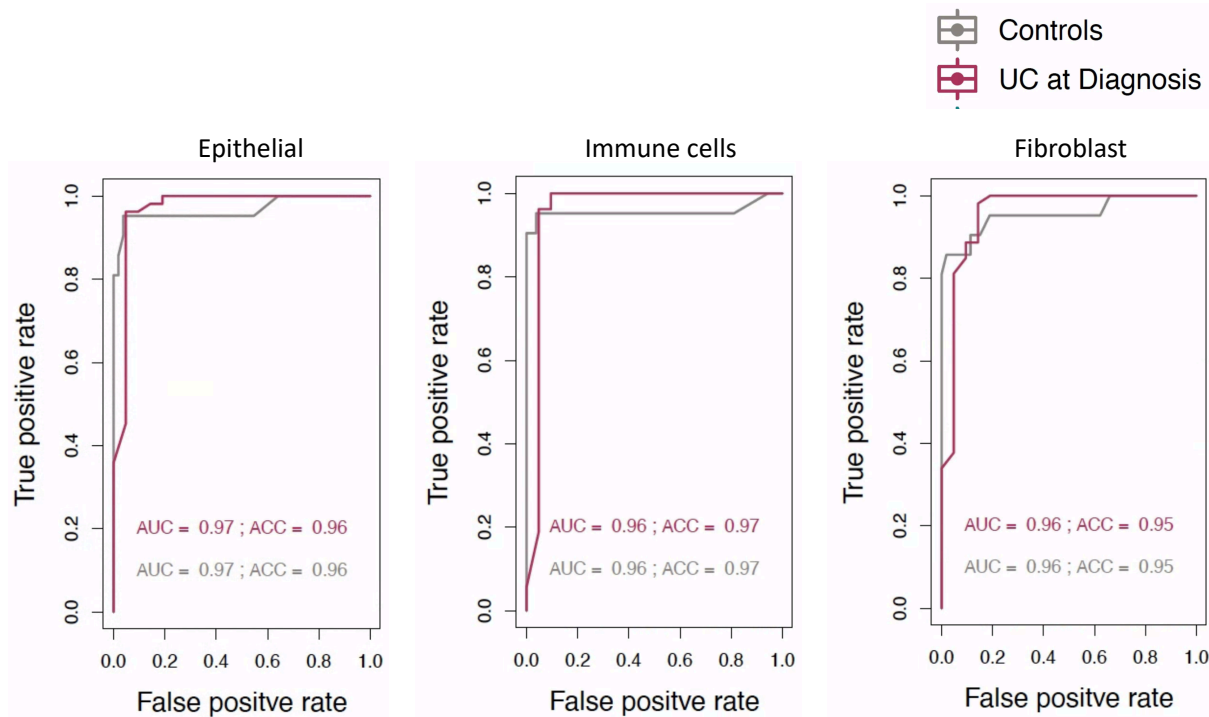 Controls
UC at Diagnosis
Epithelial
True positive rate
0.0 0.2 0.4 0.6 0.8 1.0
AUC = 0.97 ; ACC = 0.96
AUC = 0.97 ; ACC = 0.96
0.0 0.2 0.4 0.6 0.8 1.0
False positve rate
Immune cells
True positive rate
0.0 0.2 0.4 0.6 0.8 1.0
AUC = 0.96 ; ACC = 0.97
AUC = 0.96 ; ACC = 0.97
0.0 0.2 0.4 0.6 0.8 1.0
False positve rate
Fibroblast
True positive rate
0.0 0.2 0.4 0.6 0.8 1.0
AUC = 0.96 ; ACC = 0.95
AUC = 0.96 ; ACC = 0.95
0.0 0.2 0.4 0.6 0.8 1.0
False positve rate